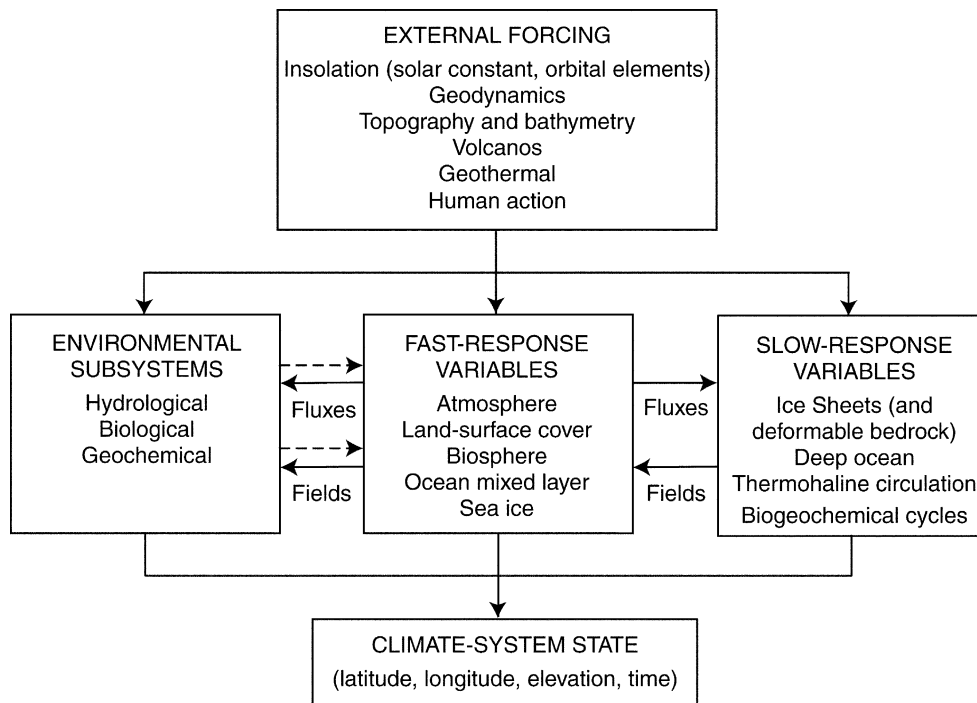 EXTERNAL FORCING
Insolation (solar constant, orbital elements)
Geodynamics
Topography and bathymetry
Volcanos
Geothermal
Human action
ENVIRONMENTAL
SUBSYSTEMS
Hydrological
Biological
Geochemical
Fluxes
Fields
FAST-RESPONSE
VARIABLES
Atmosphere
Land-surface cover
Biosphere
Ocean mixed layer
Sea ice
Fluxes
Fields
SLOW-RESPONSE
VARIABLES
Ice Sheets (and
deformable bedrock)
Deep ocean
Thermohaline circulation
Biogeochemical cycles
CLIMATE-SYSTEM STATE
(latitude, longitude, elevation, time)